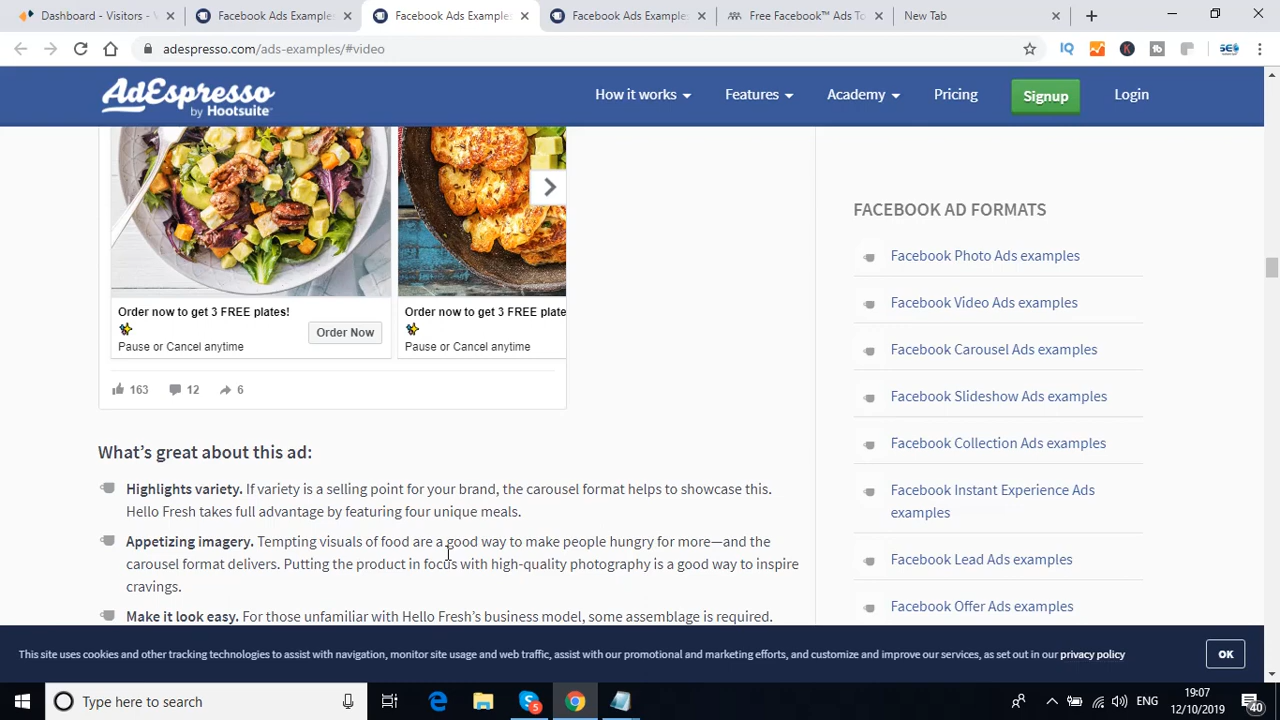 Dashboard - Visitors -
Facebook Ads Examples
Facebook Ads Examples
Facebook Ads Examples
Free Facebook™ Ads To
New Tab
adespresso.com/ads-examples/#video
AdEspresso
by Hootsuite
How it works
Features
Academy
Pricing
Signup
Login
Order now to get 3 FREE plates!
Pause or Cancel anytime
Order Now
Order now to get 3 FREE plate
Pause or Cancel anytime
163
12
6
What's great about this ad:
Highlights variety. If variety is a selling point for your brand, the carousel format helps to showcase this.
Hello Fresh takes full advantage by featuring four unique meals.
Appetizing imagery. Tempting visuals of food are a good way to make people hungry for more—and the
carousel format delivers. Putting the product in focus with high-quality photography is a good way to inspire
cravings.
Make it look easy. For those unfamiliar with Hello Fresh's business model, some assemblage is required.
FACEBOOK AD FORMATS
Facebook Photo Ads examples
Facebook Video Ads examples
Facebook Carousel Ads examples
Facebook Slideshow Ads examples
Facebook Collection Ads examples
Facebook Instant Experience Ads
examples
Facebook Lead Ads examples
Facebook Offer Ads examples
This site uses cookies and other tracking technologies to assist with navigation, monitor site usage and web traffic, assist with our promotional and marketing efforts, and customize and improve our services, as set out in our privacy policy
OK
Type here to search
5
ENG
19:07
12/10/2019
40